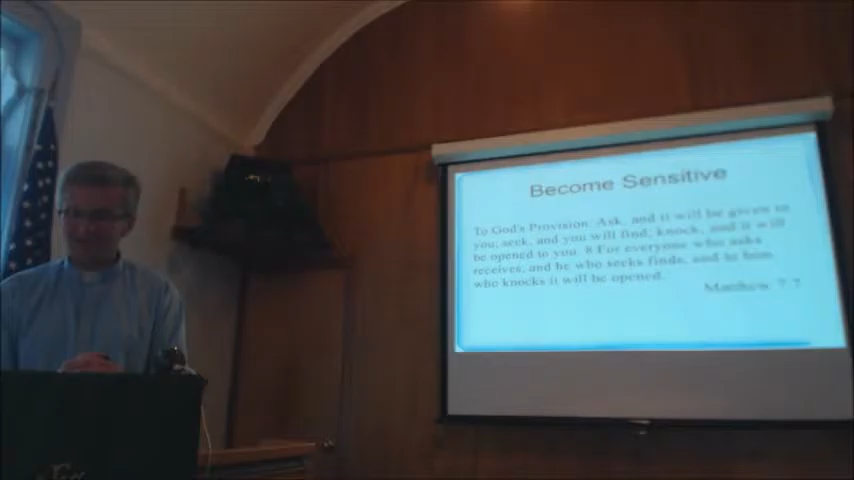 Become Sensitive
To God's Provision. Ask, and it will be given to
you; seek, and you will find; knock, and it will
be opened to you. 8 For everyone who asks
receives, and he who seeks finds, and to him
who knocks it will be opened.
Matthew 7:7